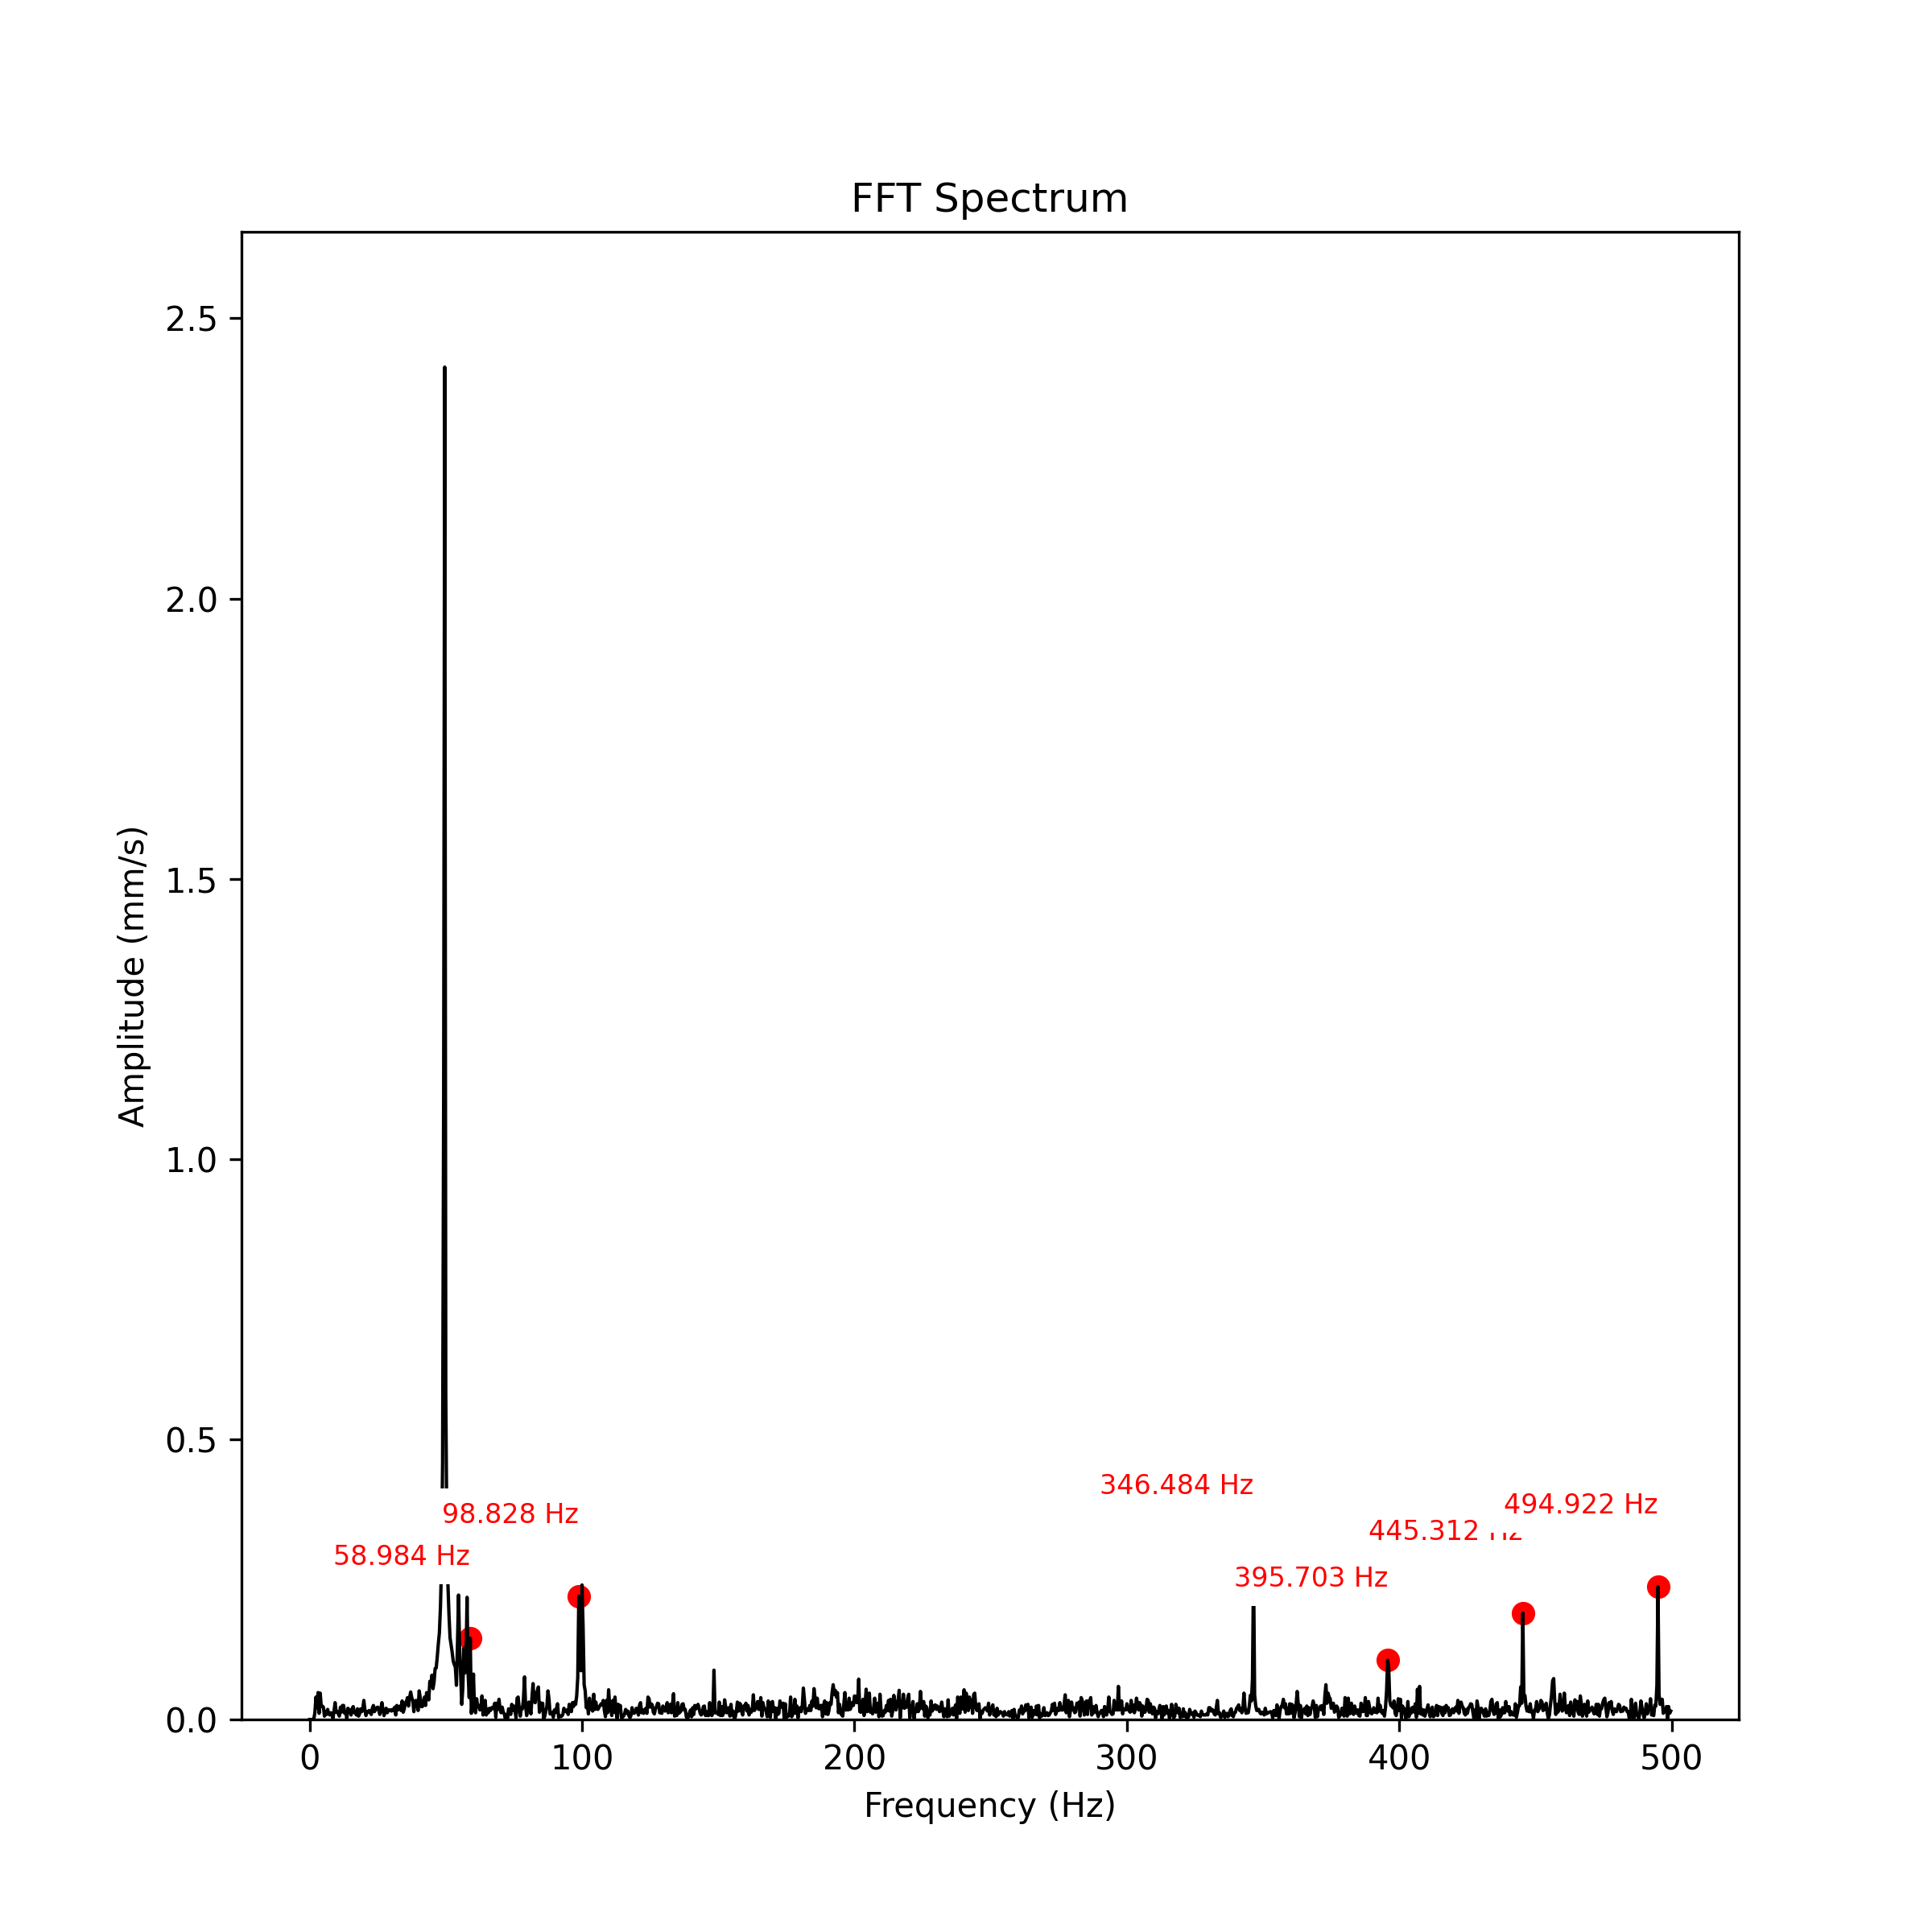 FFT Spectrum
Amplitude (mm/s)
2.5
2.0
1.5
1.0
0.5
0.0
346.484 Hz
494.922 Hz
98.828 Hz
445.312 Hz
58.984 Hz
395.703 Hz
0 100 200 300 400 500
Frequency (Hz)